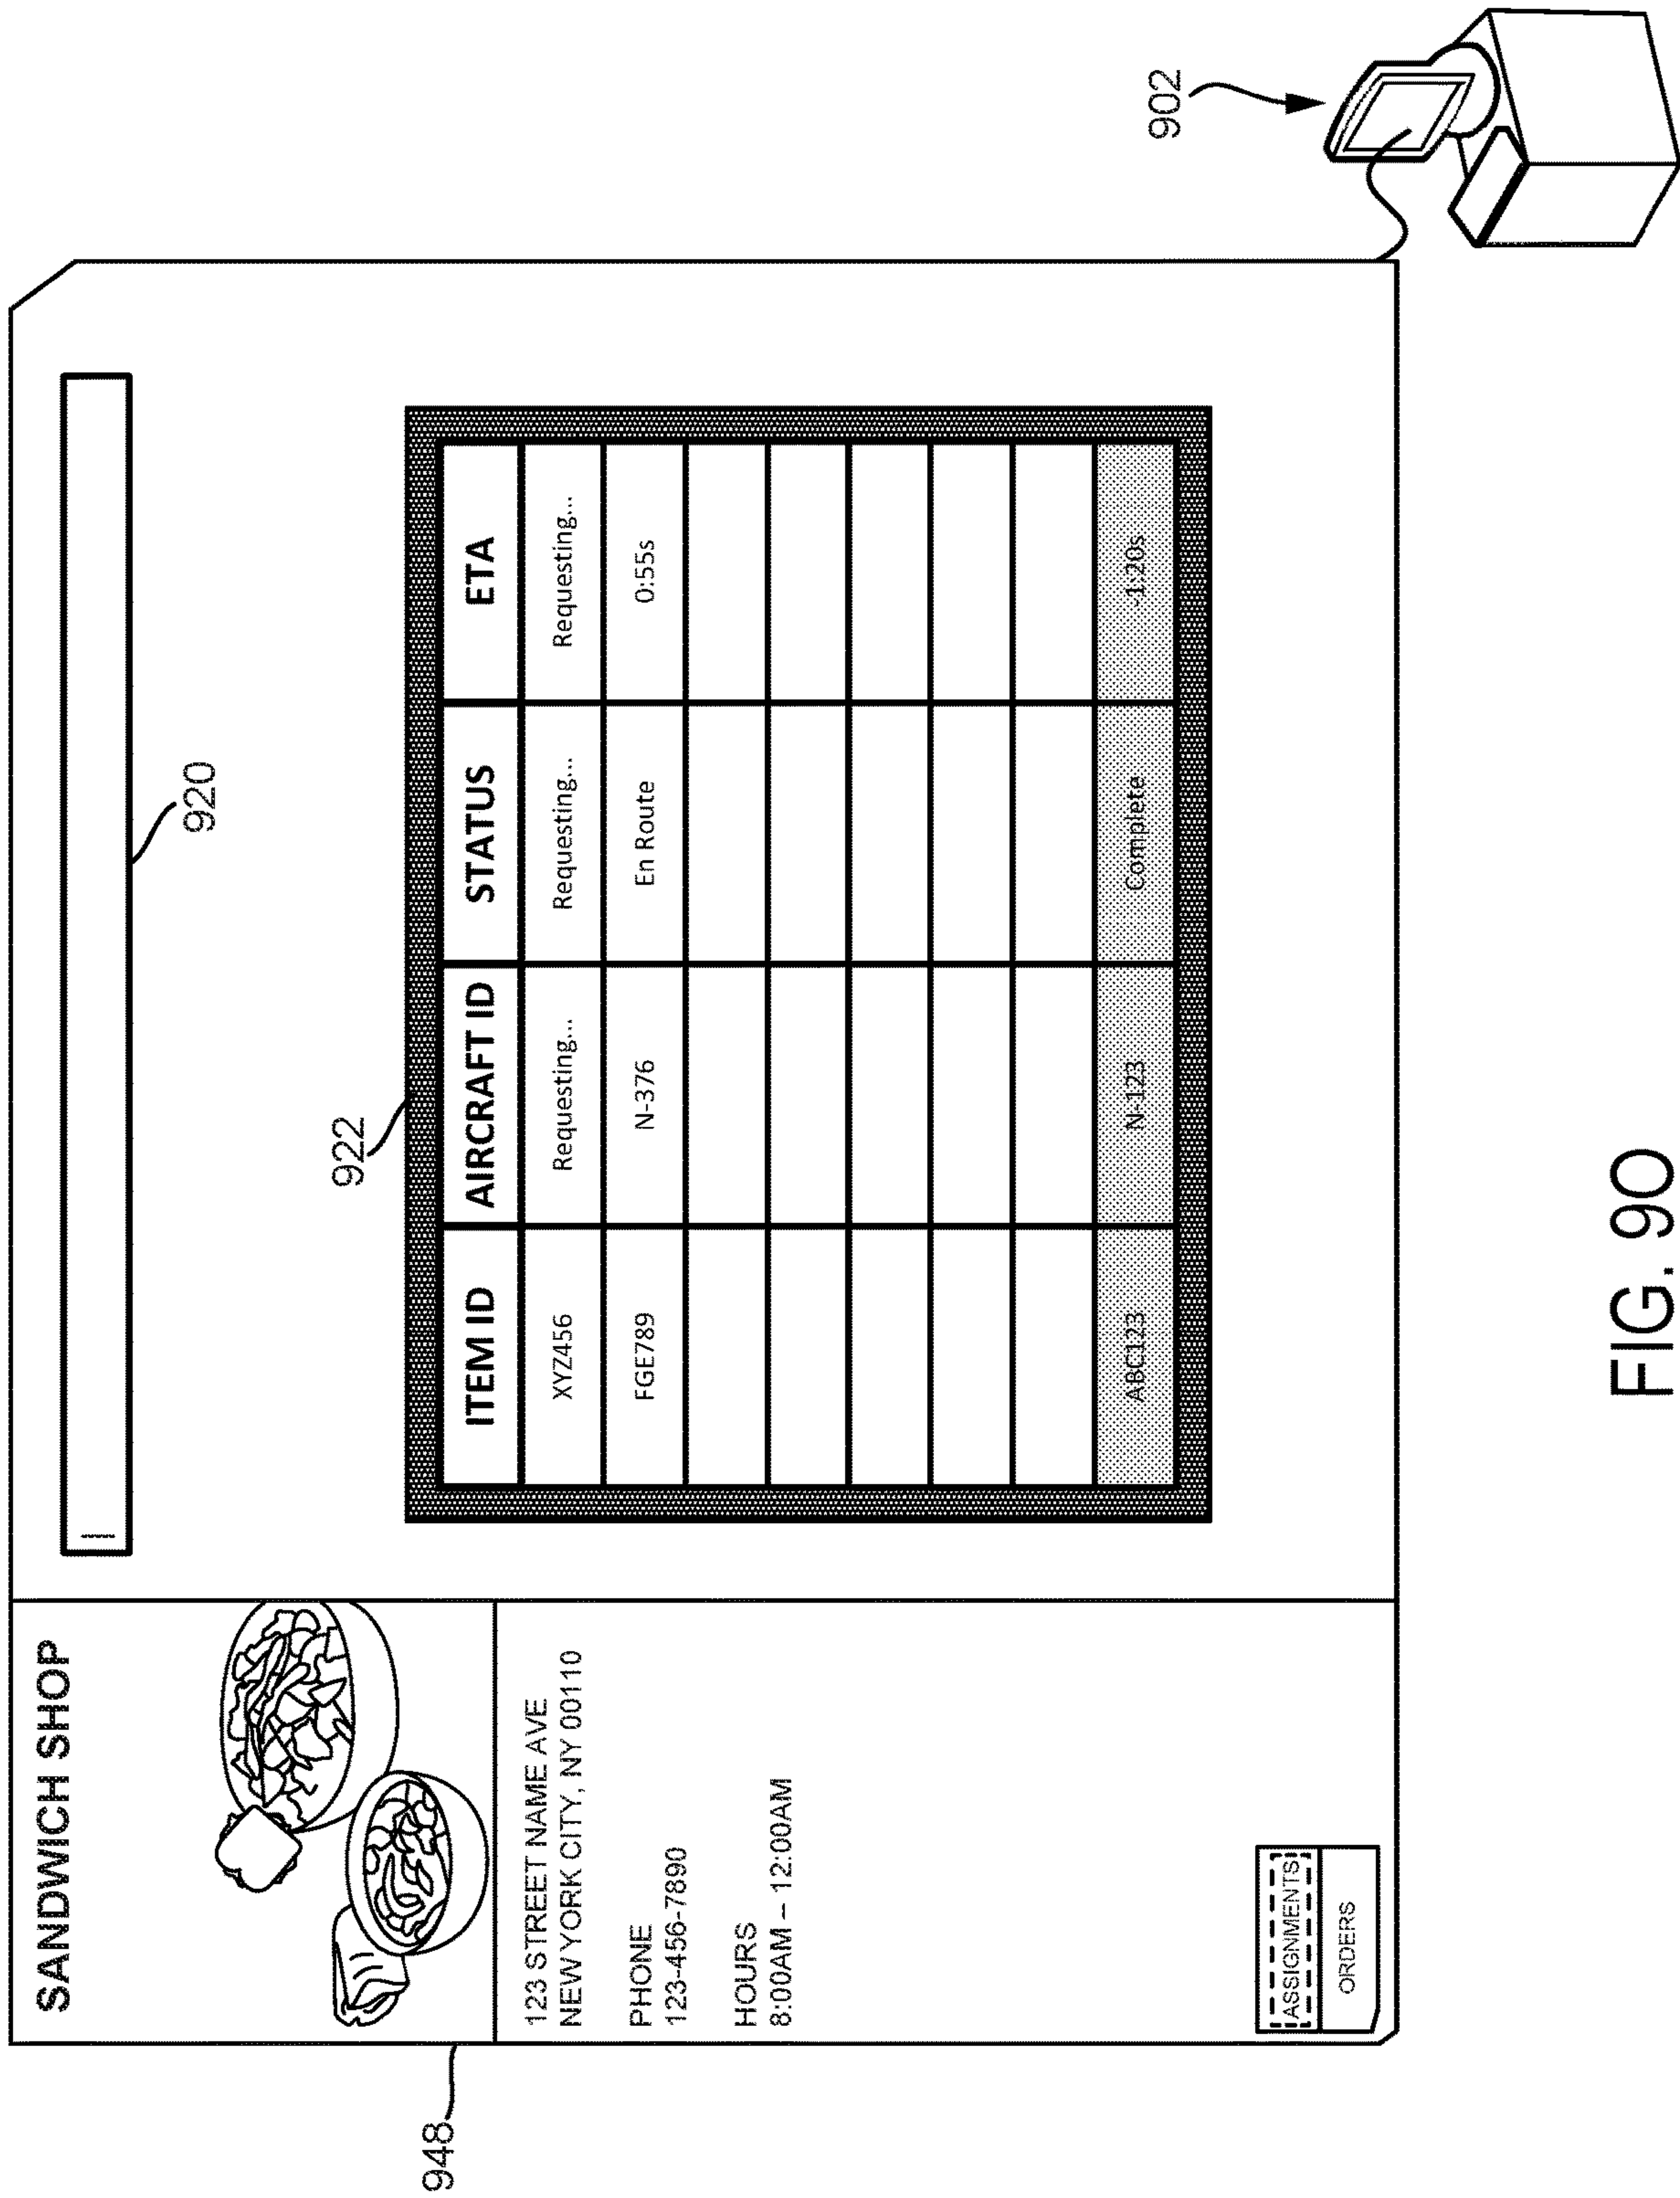 SANDWICH SHOP
123 STREET NAME AVE
NEW YORK CITY, NY 00110
PHONE
123-456-7890
HOURS
8:00AM – 12:00AM
ASSIGNMENTS
ORDERS
948
920
922
ITEM ID AIRCRAFT ID STATUS ETA
XYZ456 Requesting... Requesting... Requesting...
FGE789 N-376 En Route 0:55s
ABC123 N-123 Complete -1:20s
902
FIG. 9O